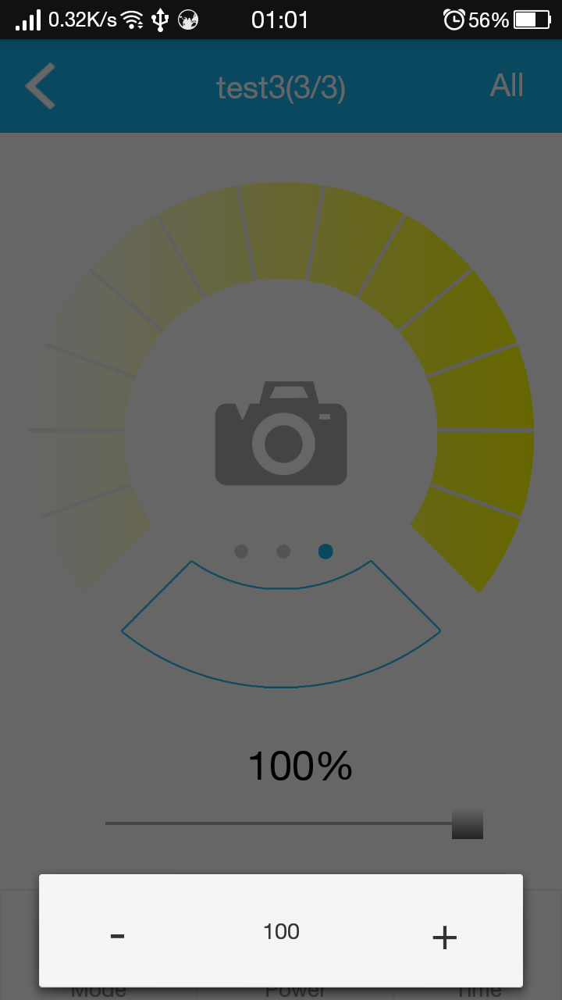 0.32K/s 01:01 56%
test3(3/3) All
100%
- 100 +
Mode Power Time